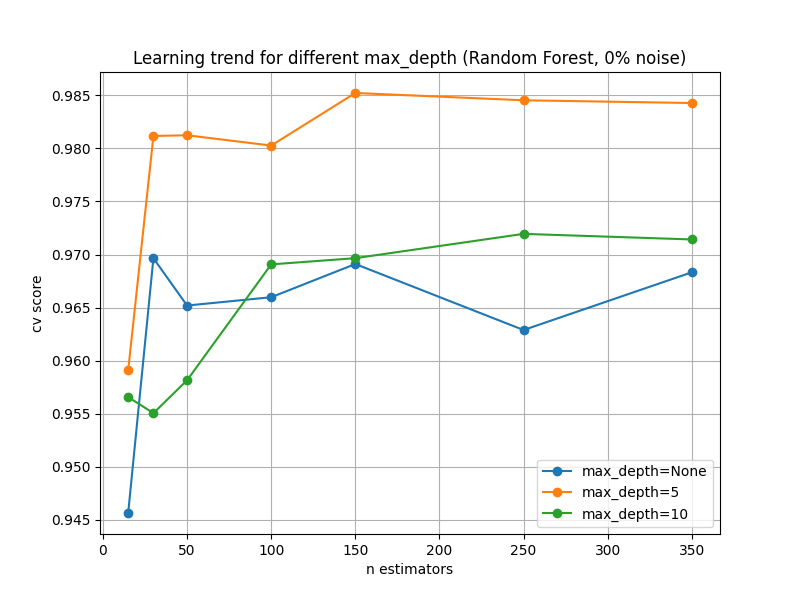 Learning trend for different max_depth (Random Forest, 0% noise)
cv score
0.985
0.980
0.975
0.970
0.965
0.960
0.955
0.950
0.945
max_depth=None
max_depth=5
max_depth=10
0 50 100 150 200 250 300 350
n estimators